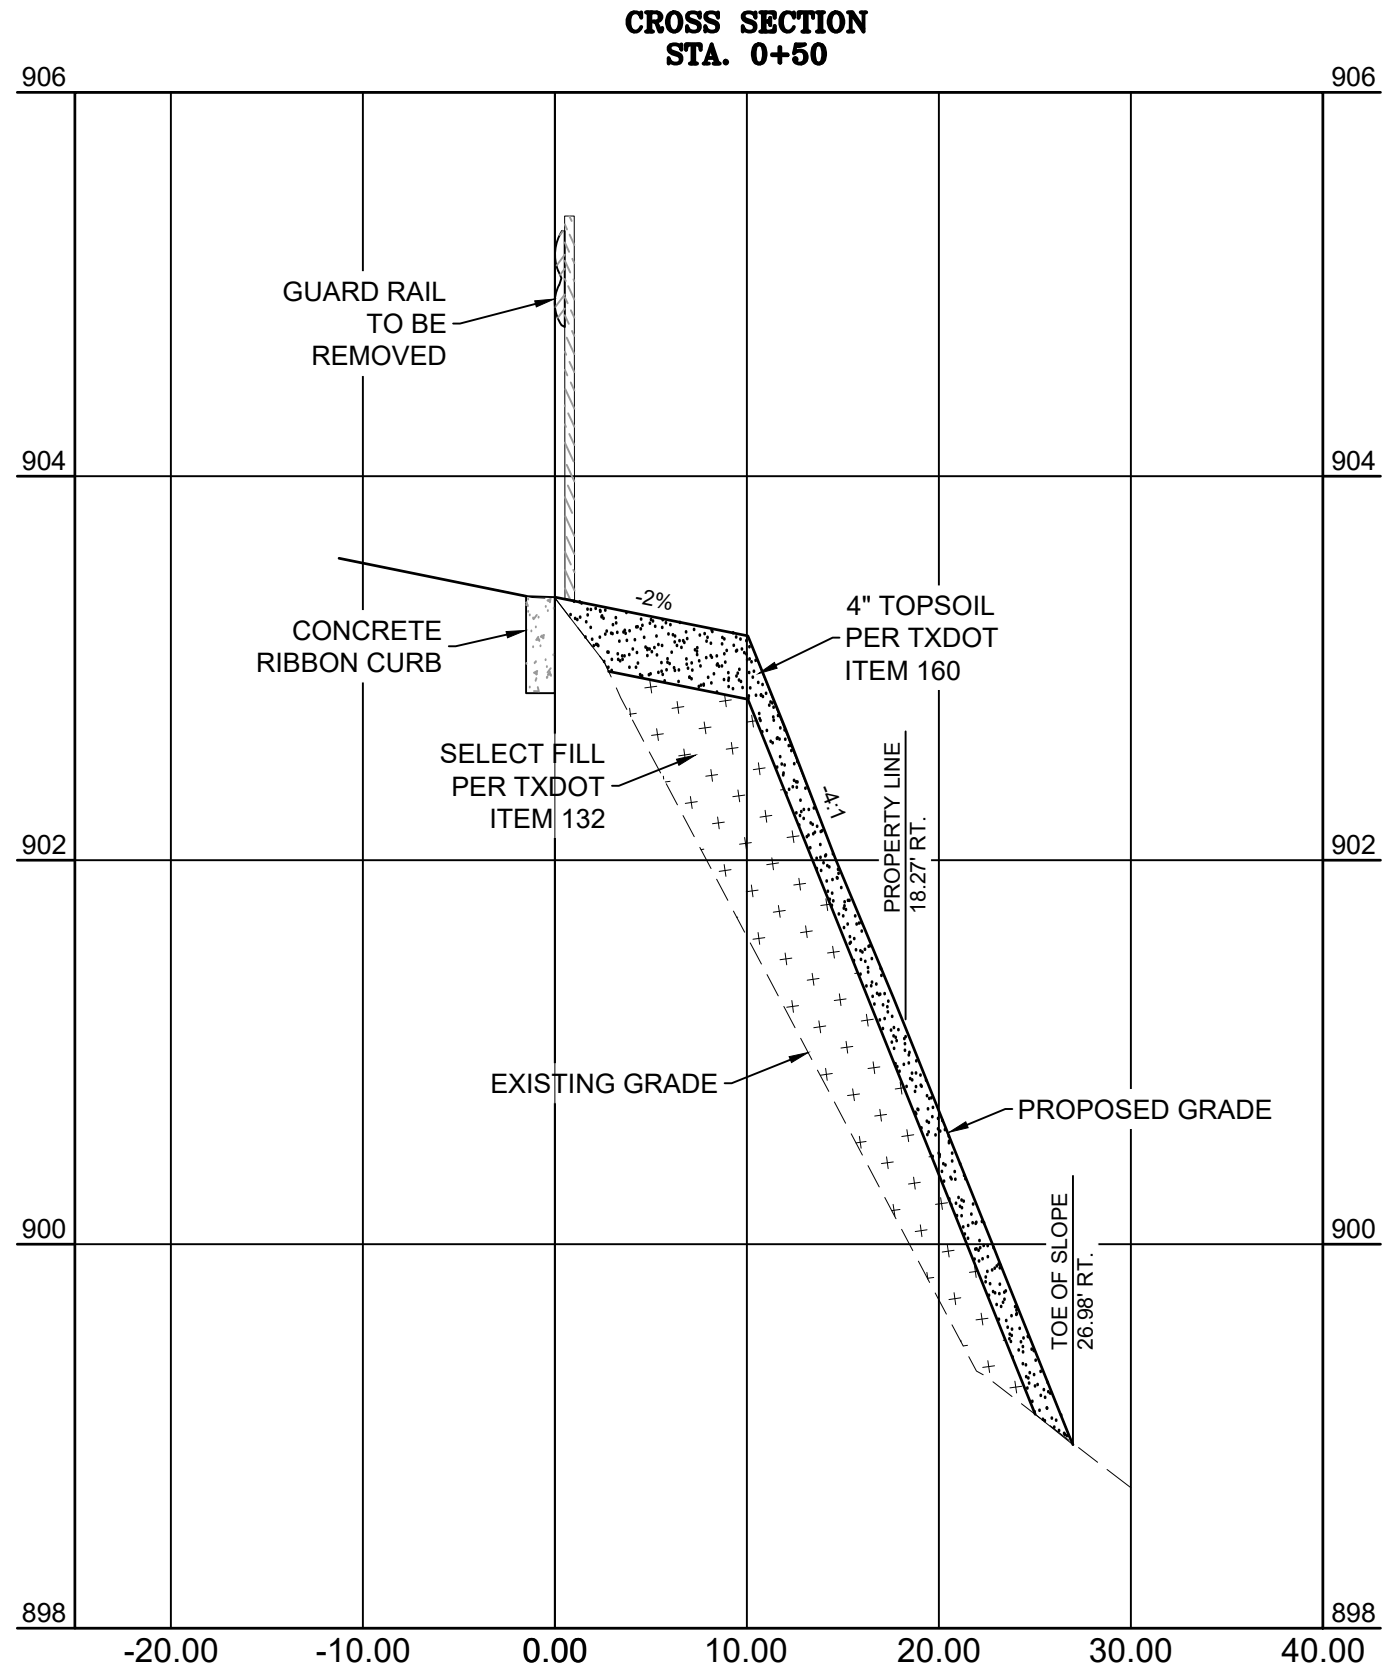 CROSS SECTION
STA. 0+50
906
906
GUARD RAIL
TO BE
REMOVED
904
904
-2%
4" TOPSOIL
PER TXDOT
ITEM 160
CONCRETE
RIBBON CURB
SELECT FILL
PER TXDOT
ITEM 132
-4:1
PROPERTY LINE
18.27' RT.
902
902
EXISTING GRADE
PROPOSED GRADE
TOE OF SLOPE
26.98' RT.
900
900
898
898
-20.00
-10.00
0.00
10.00
20.00
30.00
40.00